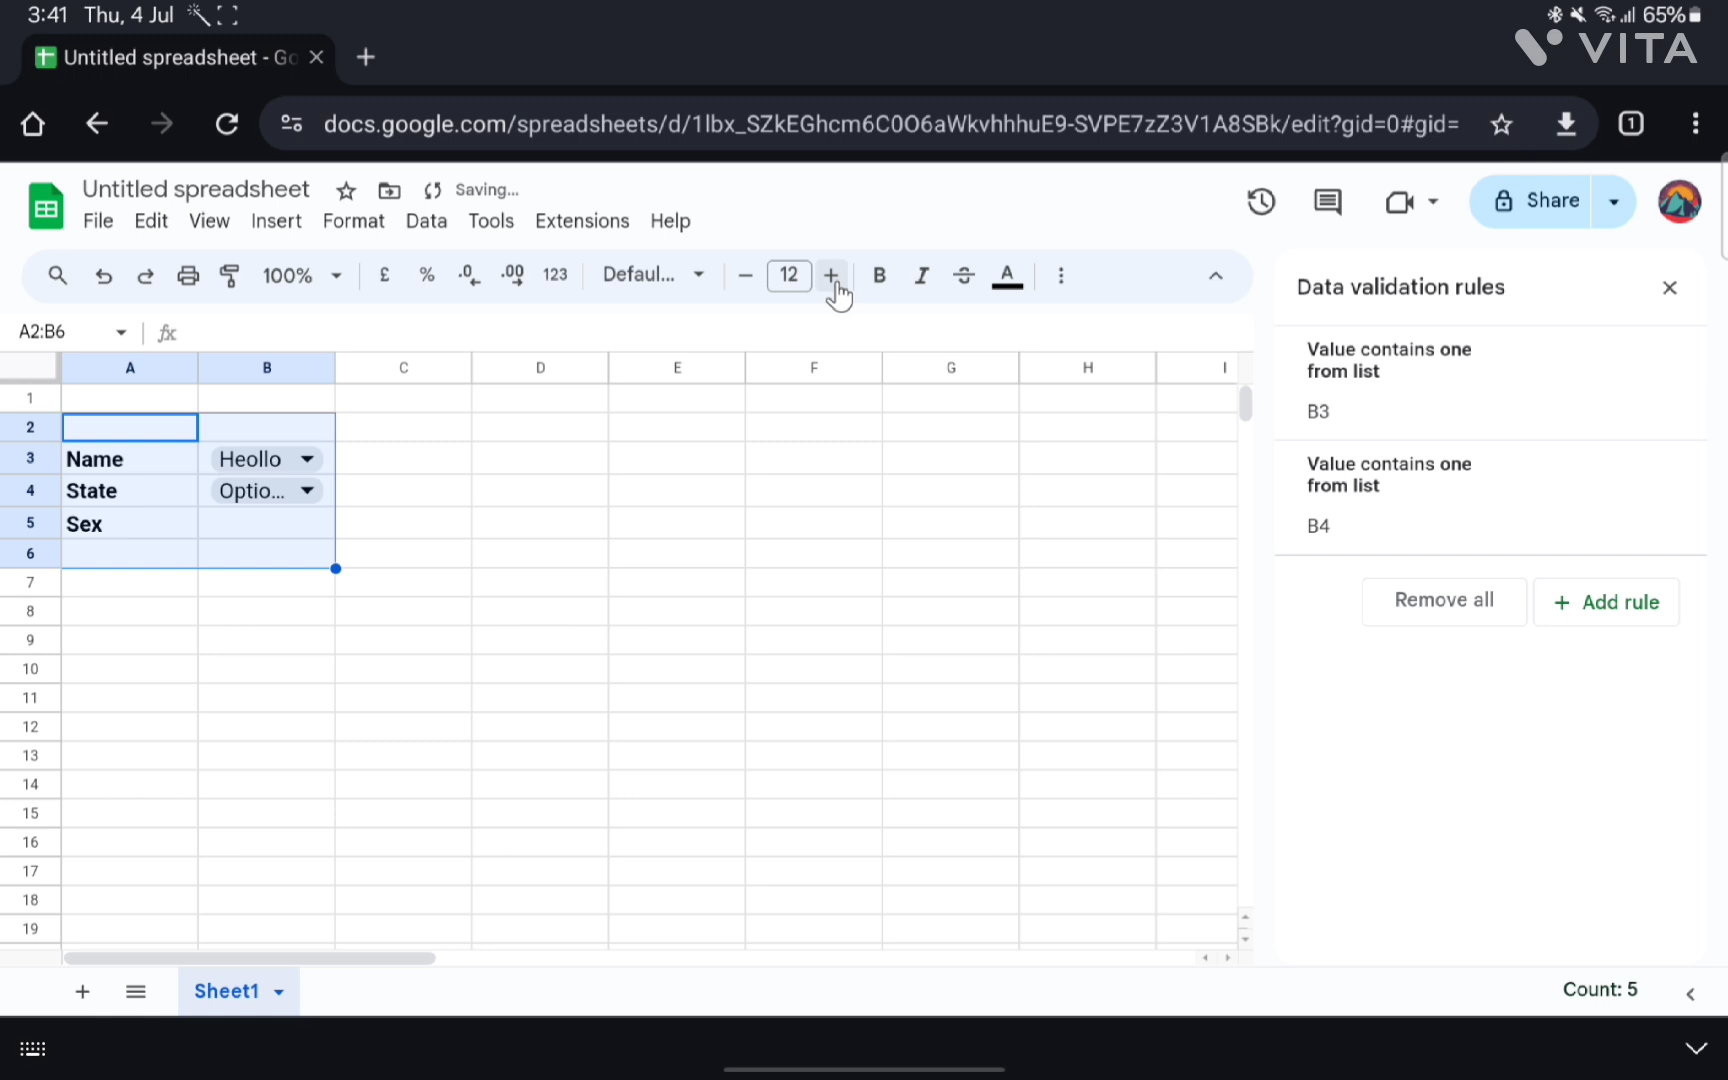 3:41 Thu, 4 Jul 65%
VITA
Untitled spreadsheet - Go
docs.google.com/spreadsheets/d/1lbx_SZkEGhcm6C0O6aWkvhhhuE9-SVPE7zZ3V1A8SBk/edit?gid=0#gid= 1
Untitled spreadsheet Saving...
File Edit View Insert Format Data Tools Extensions Help
Share
100% £ % .0 .00 123 Defaul... − 12 + B I S A
Data validation rules
A2:B6 fx
Value contains one
from list
B3
Value contains one
from list
B4
Remove all + Add rule
A B C D E F G H I
1
2
3 Name Heollo
4 State Optio...
5 Sex
6
7
8
9
10
11
12
13
14
15
16
17
18
19
+ Sheet1 Count: 5